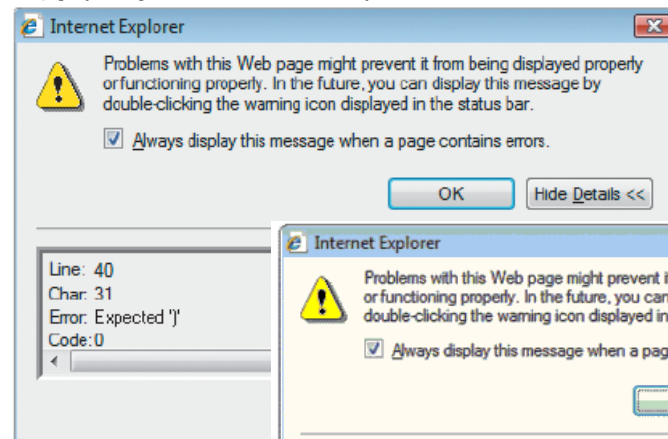 Internet Explorer
Problems with this Web page might prevent it from being displayed properly
or functioning properly. In the future, you can display this message by
double-clicking the warning icon displayed in the status bar.
Always display this message when a page contains errors.
OK
Hide Details <<
Line: 40
Char: 31
Error: Expected ')'
Code:0
Internet Explorer
Problems with this Web page might prevent i
or functioning properly. In the future, you can
double-clicking the warning icon displayed in
Always display this message when a pag